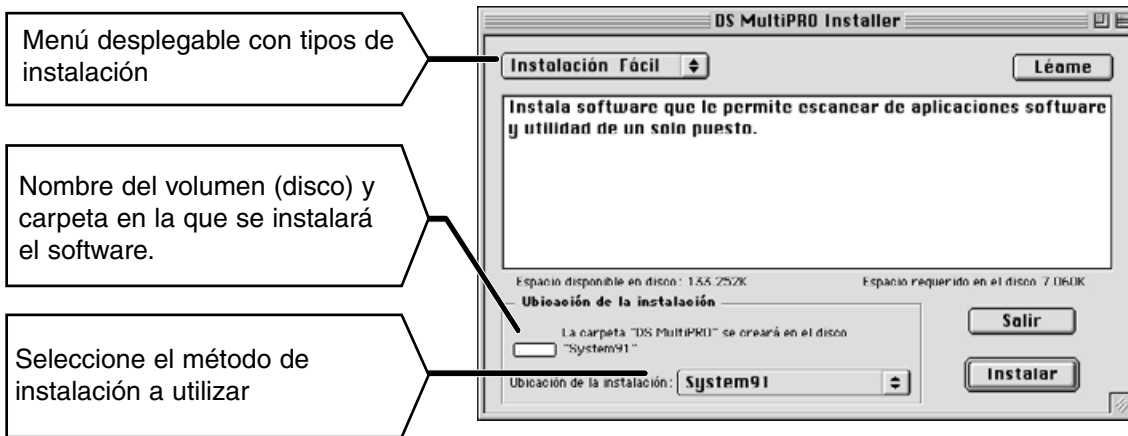 Menú desplegable con tipos de
instalación
Nombre del volumen (disco) y
carpeta en la que se instalará
el software.
Seleccione el método de
instalación a utilizar
DS MultiPRO Installer
Instalación Fácil
Léame
Instala software que le permite escanear de aplicaciones software
y utilidad de un solo puesto.
Espacio disponible en disco: 133.252K
Espacio requerido en el disco 7.060K
Ubicación de la instalación
La carpeta "DS MultiPRO" se creará en el disco
"System91"
Ubicación de la instalación: System91
Salir
Instalar